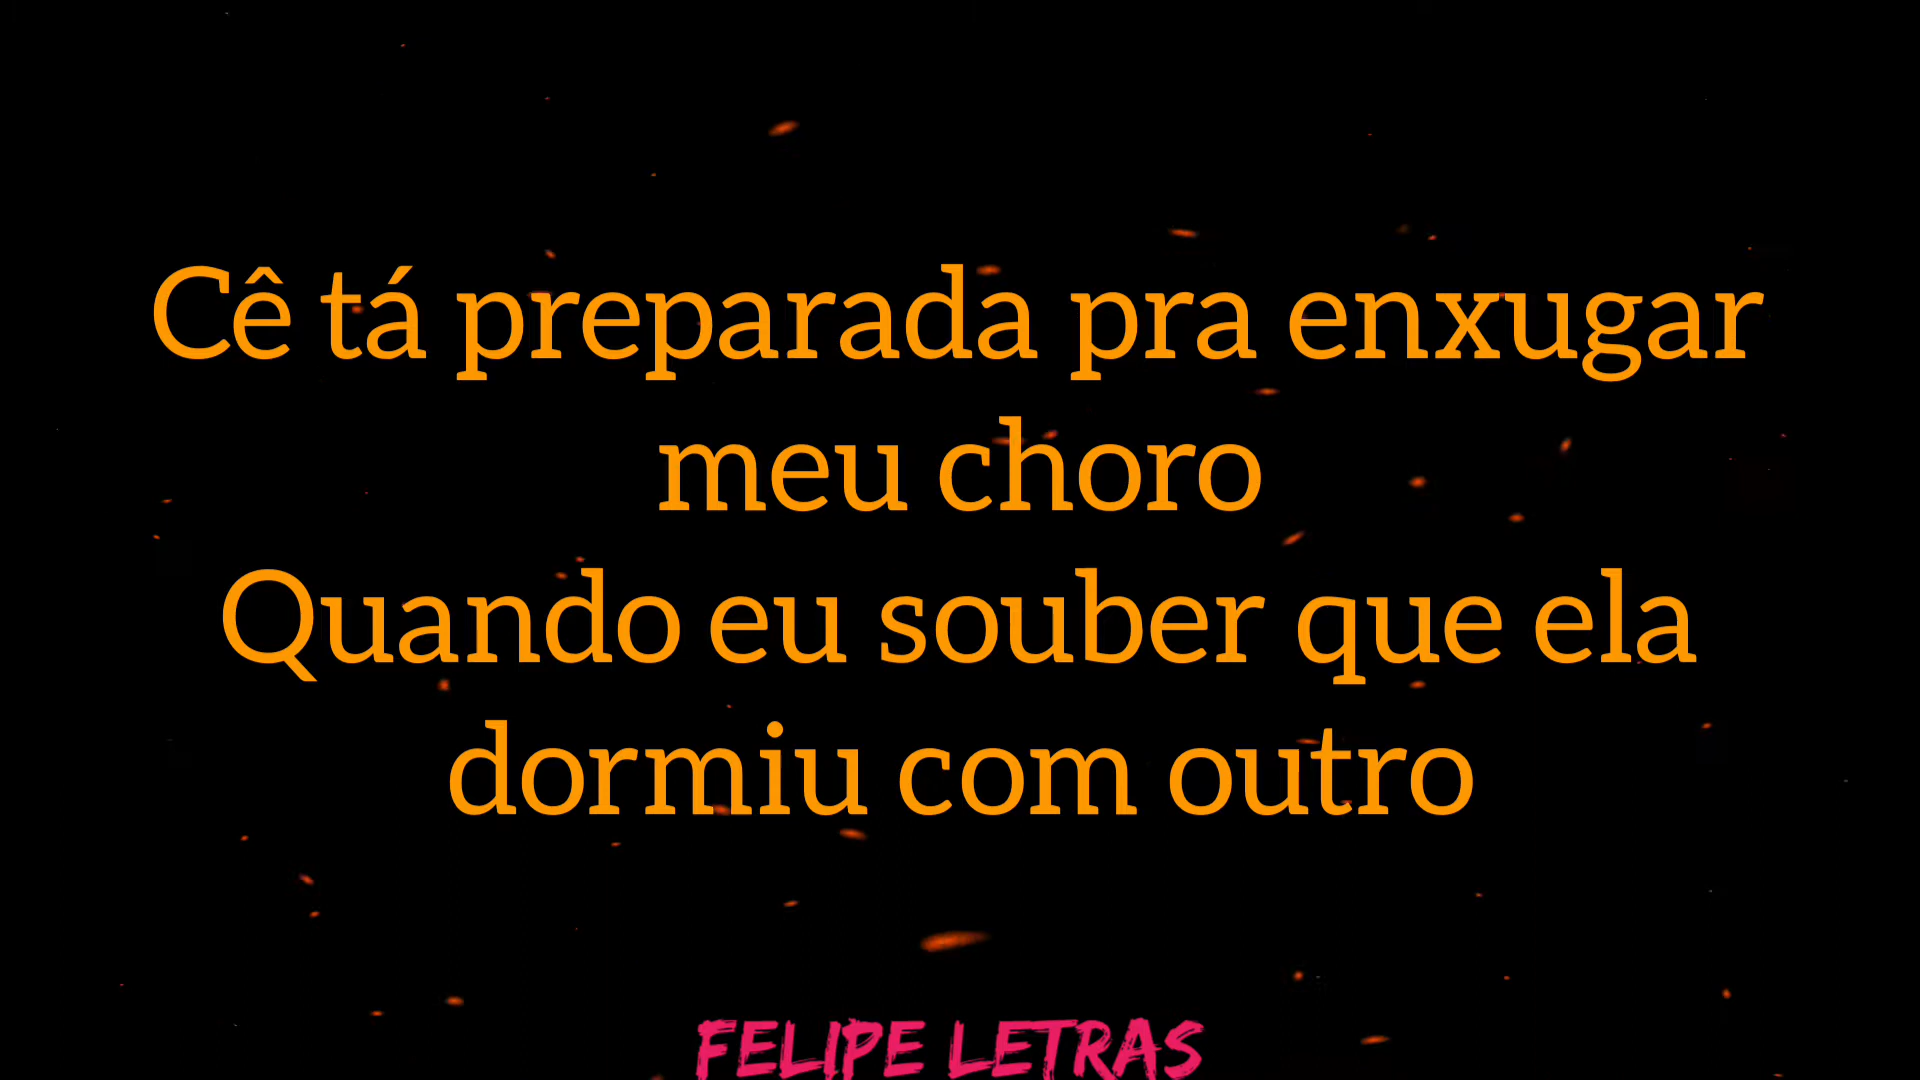 Cê tá preparada pra enxugar
meu choro
Quando eu souber que ela
dormiu com outro
FELIPE LETRAS